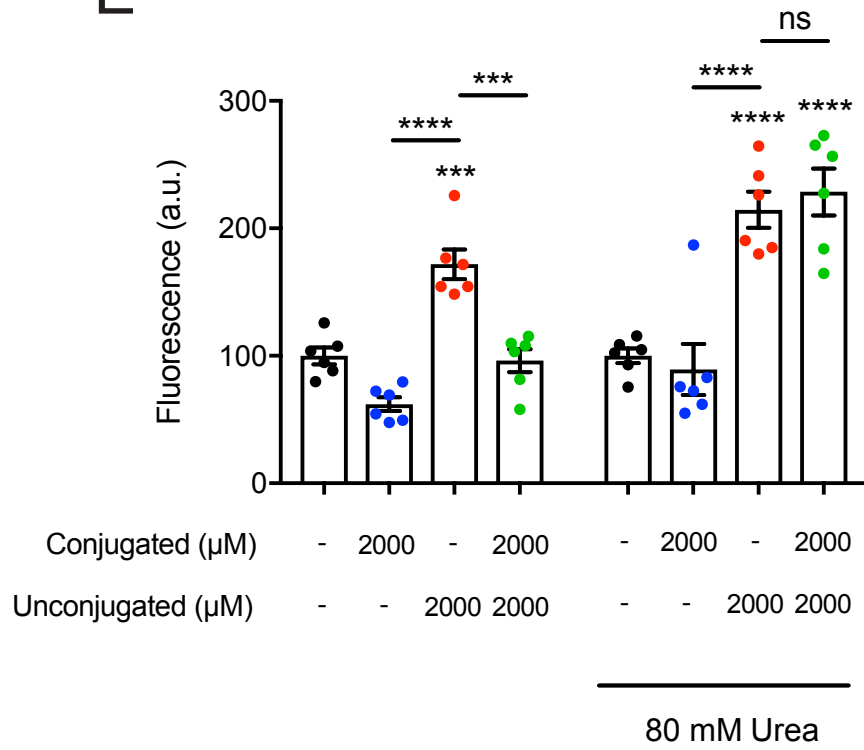 ns
****
***
300
****
****
****
***
200
Fluorescence (a.u.)
100
0
Conjugated (µM) - 2000 - 2000 - 2000 - 2000
Unconjugated (µM) - - 2000 2000 - - 2000 2000
80 mM Urea